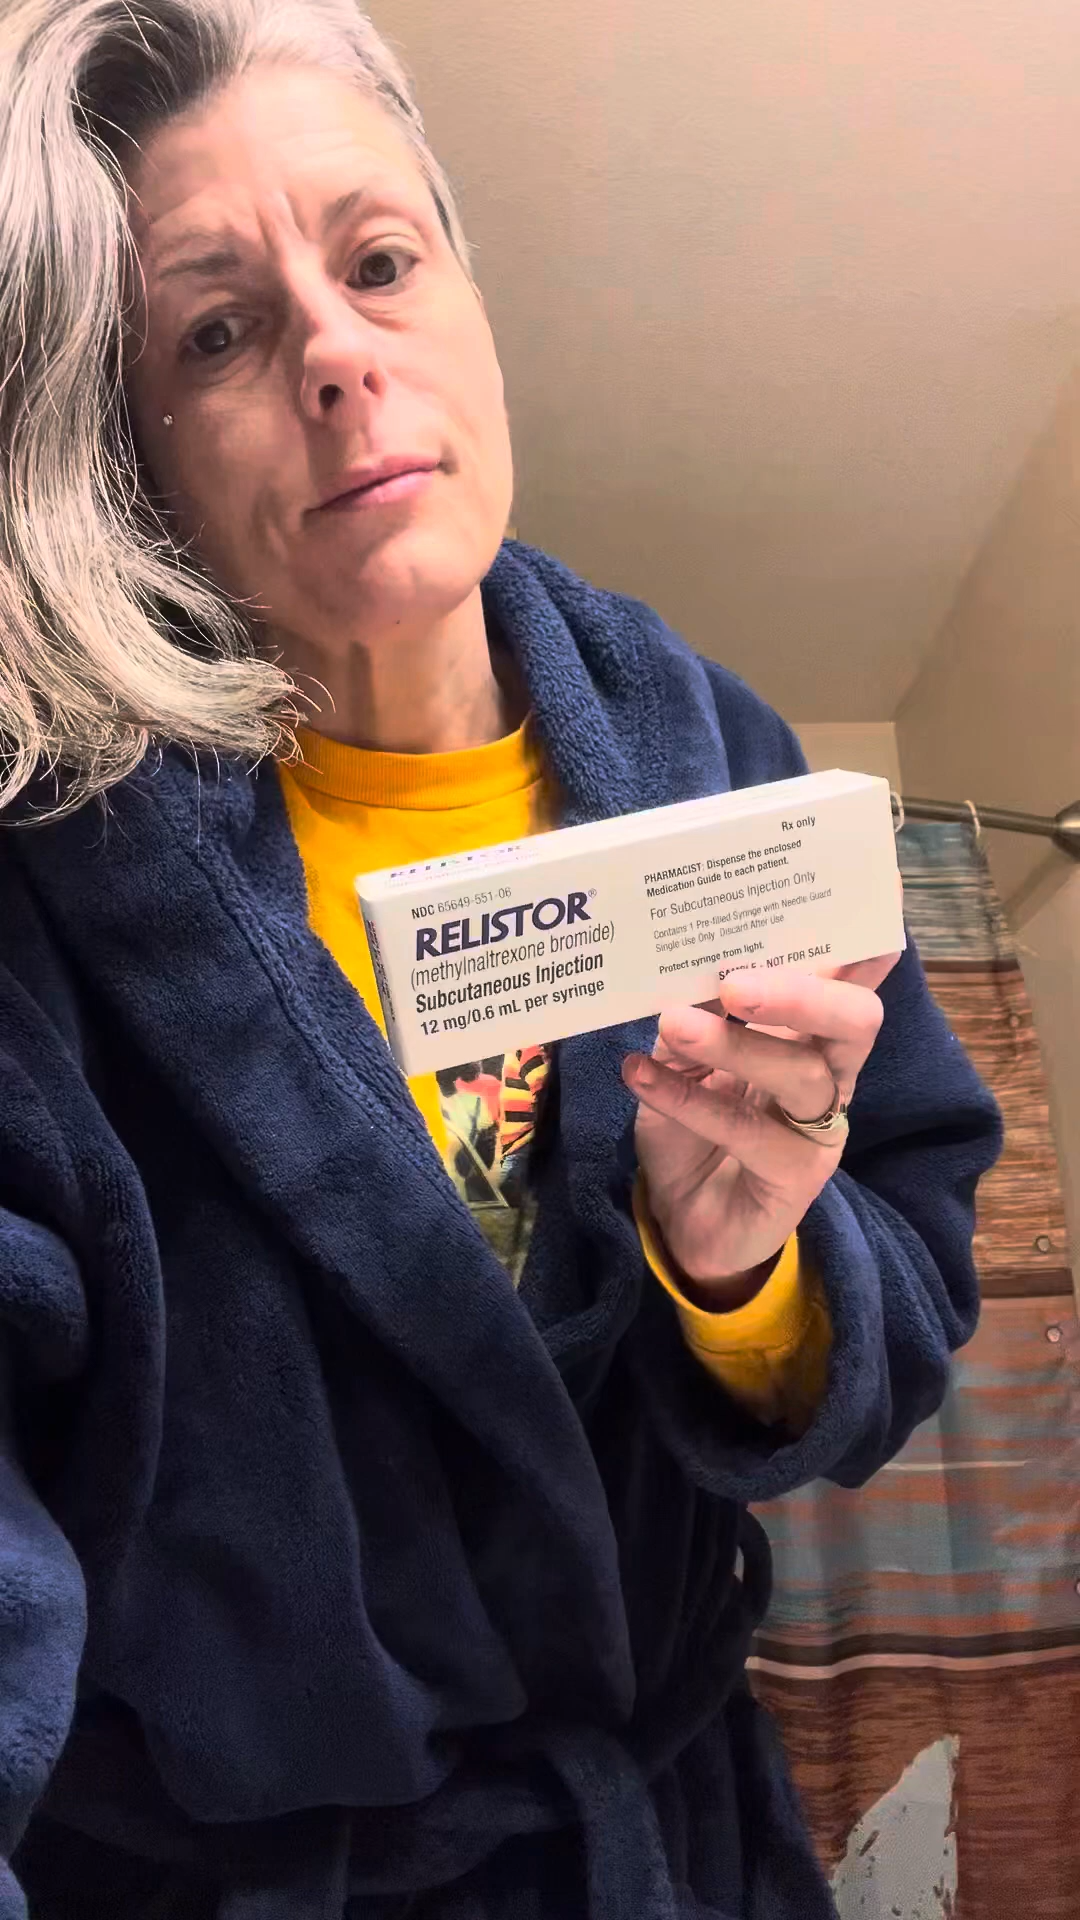 RELISTOR
NDC 65649-551-06
RELISTOR®
(methylnaltrexone bromide)
Subcutaneous Injection
12 mg/0.6 mL per syringe
Rx only
PHARMACIST: Dispense the enclosed
Medication Guide to each patient.
For Subcutaneous Injection Only
Contains 1 Pre-filled Syringe with Needle Guard
Single Use Only Discard After Use
Protect syringe from light.
SAMPLE - NOT FOR SALE